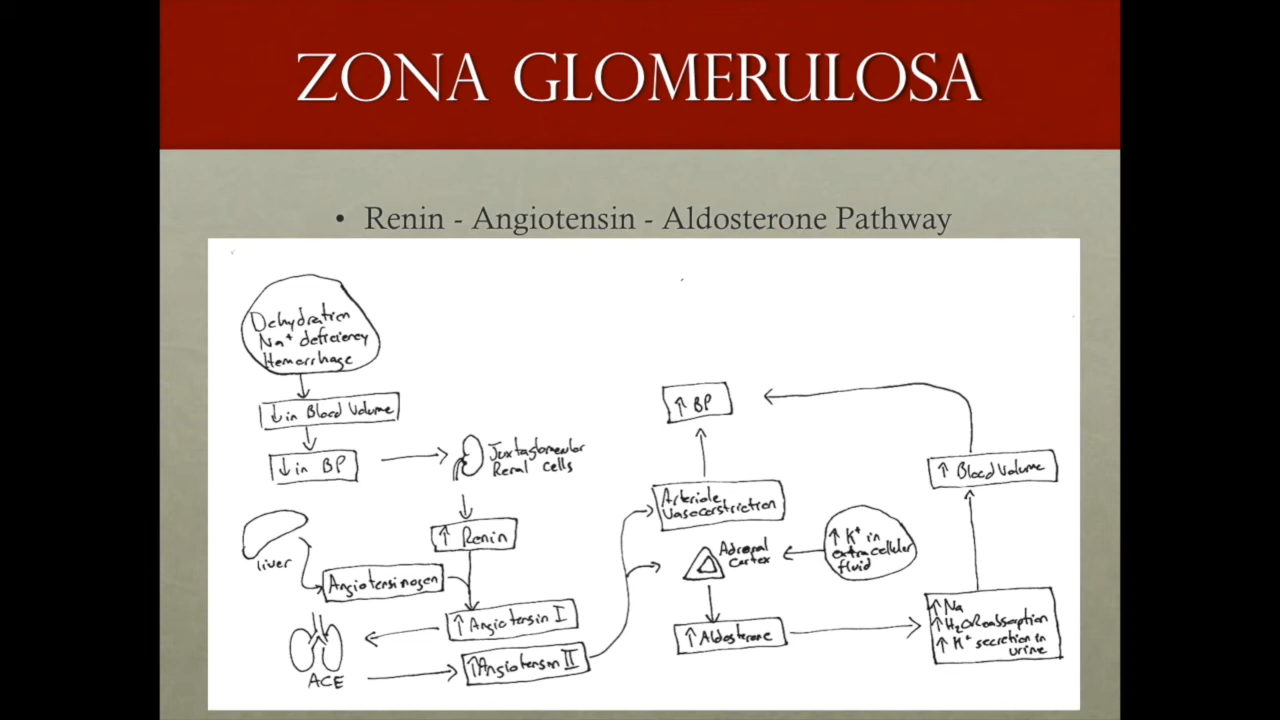 ZONA GLOMERULOSA
• Renin - Angiotensin - Aldosterone Pathway
Dehydration
Na⁺ deficiency
Hemorrhage
↓ in Blood Volume
↓ in BP
Juxtaglomerular
Renal cells
↑ Renin
liver
Angiotensinogen
↑ Angiotensin I
ACE
↑ Angiotensin II
↑ BP
Arteriole
Vasoconstriction
Adrenal
Cortex
↑ K⁺ in
extracellular
fluid
↑ Aldosterone
↑ Blood Volume
↑ Na
↑ H₂O Reabsorption
↑ K⁺ secretion in
urine